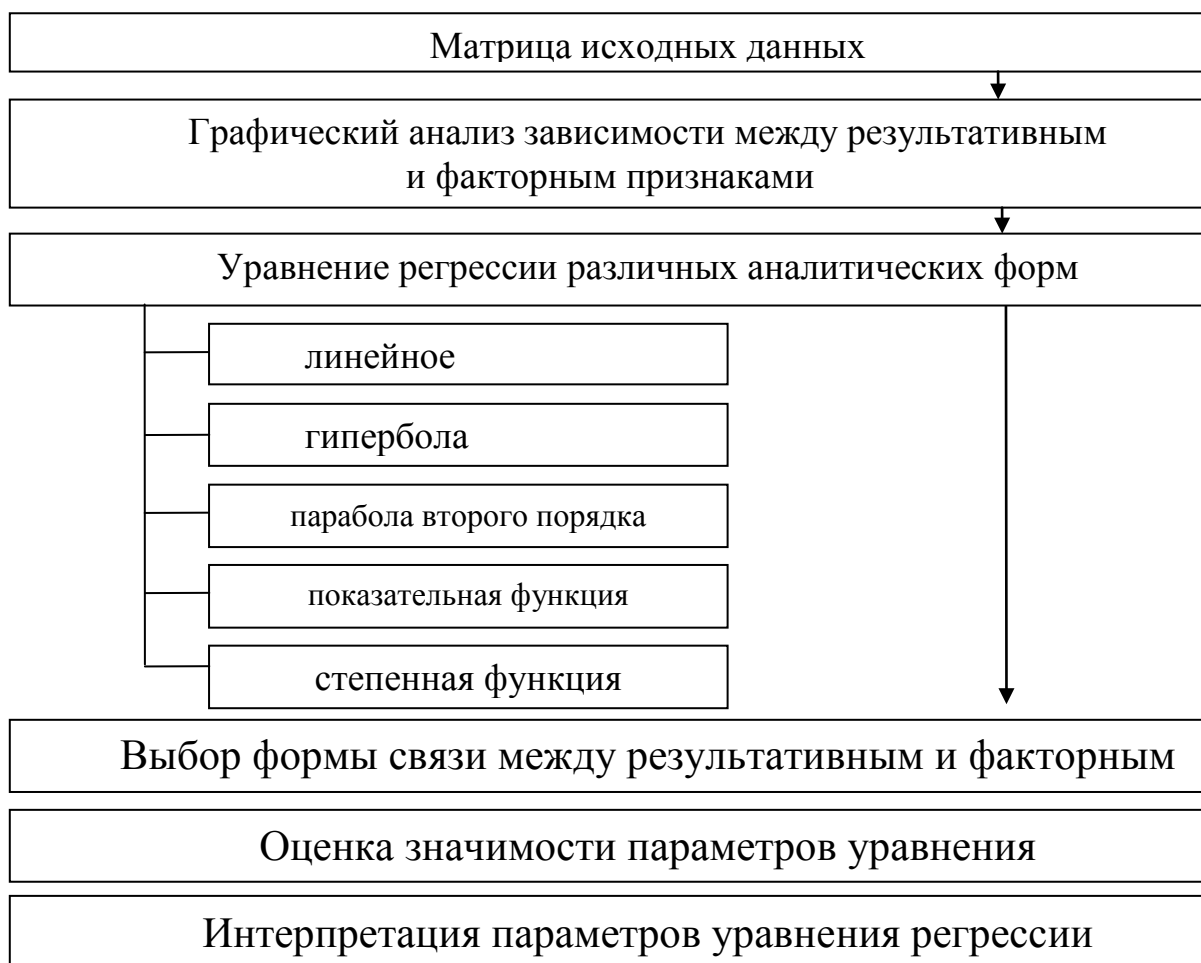 Матрица исходных данных
Графический анализ зависимости между результативным
и факторным признаками
Уравнение регрессии различных аналитических форм
линейное
гипербола
парабола второго порядка
показательная функция
степенная функция
Выбор формы связи между результативным и факторным
Оценка значимости параметров уравнения
Интерпретация параметров уравнения регрессии